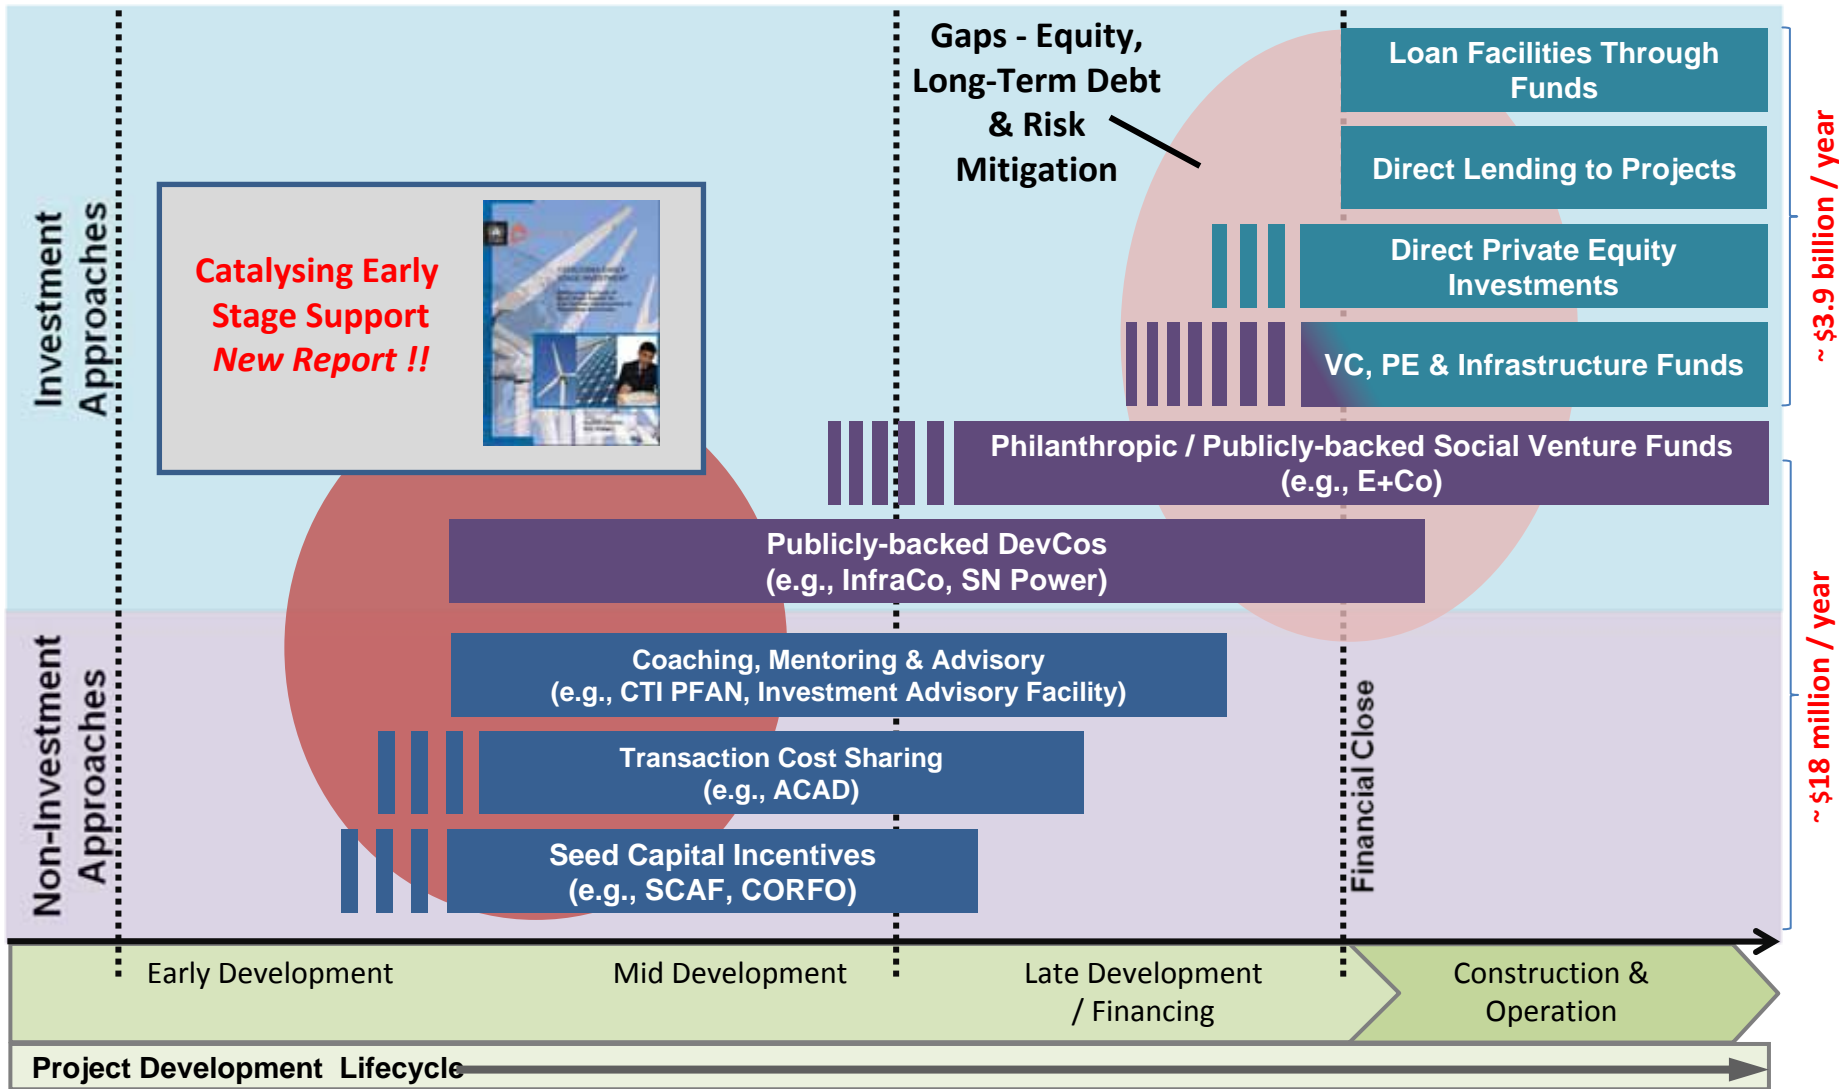 Gaps - Equity,
Long-Term Debt
& Risk
Mitigation
Loan Facilities Through
Funds
Direct Lending to Projects
Direct Private Equity
Investments
VC, PE & Infrastructure Funds
~ $3.9 billion / year
Investment
Approaches
Catalysing Early
Stage Support
New Report !!
CATALYSING EARLY
STAGE INVESTMENT
Philanthropic / Publicly-backed Social Venture Funds
(e.g., E+Co)
Publicly-backed DevCos
(e.g., InfraCo, SN Power)
~ $18 million / year
Non-Investment
Approaches
Coaching, Mentoring & Advisory
(e.g., CTI PFAN, Investment Advisory Facility)
Transaction Cost Sharing
(e.g., ACAD)
Seed Capital Incentives
(e.g., SCAF, CORFO)
Financial Close
Early Development
Mid Development
Late Development
/ Financing
Construction &
Operation
Project Development Lifecycle